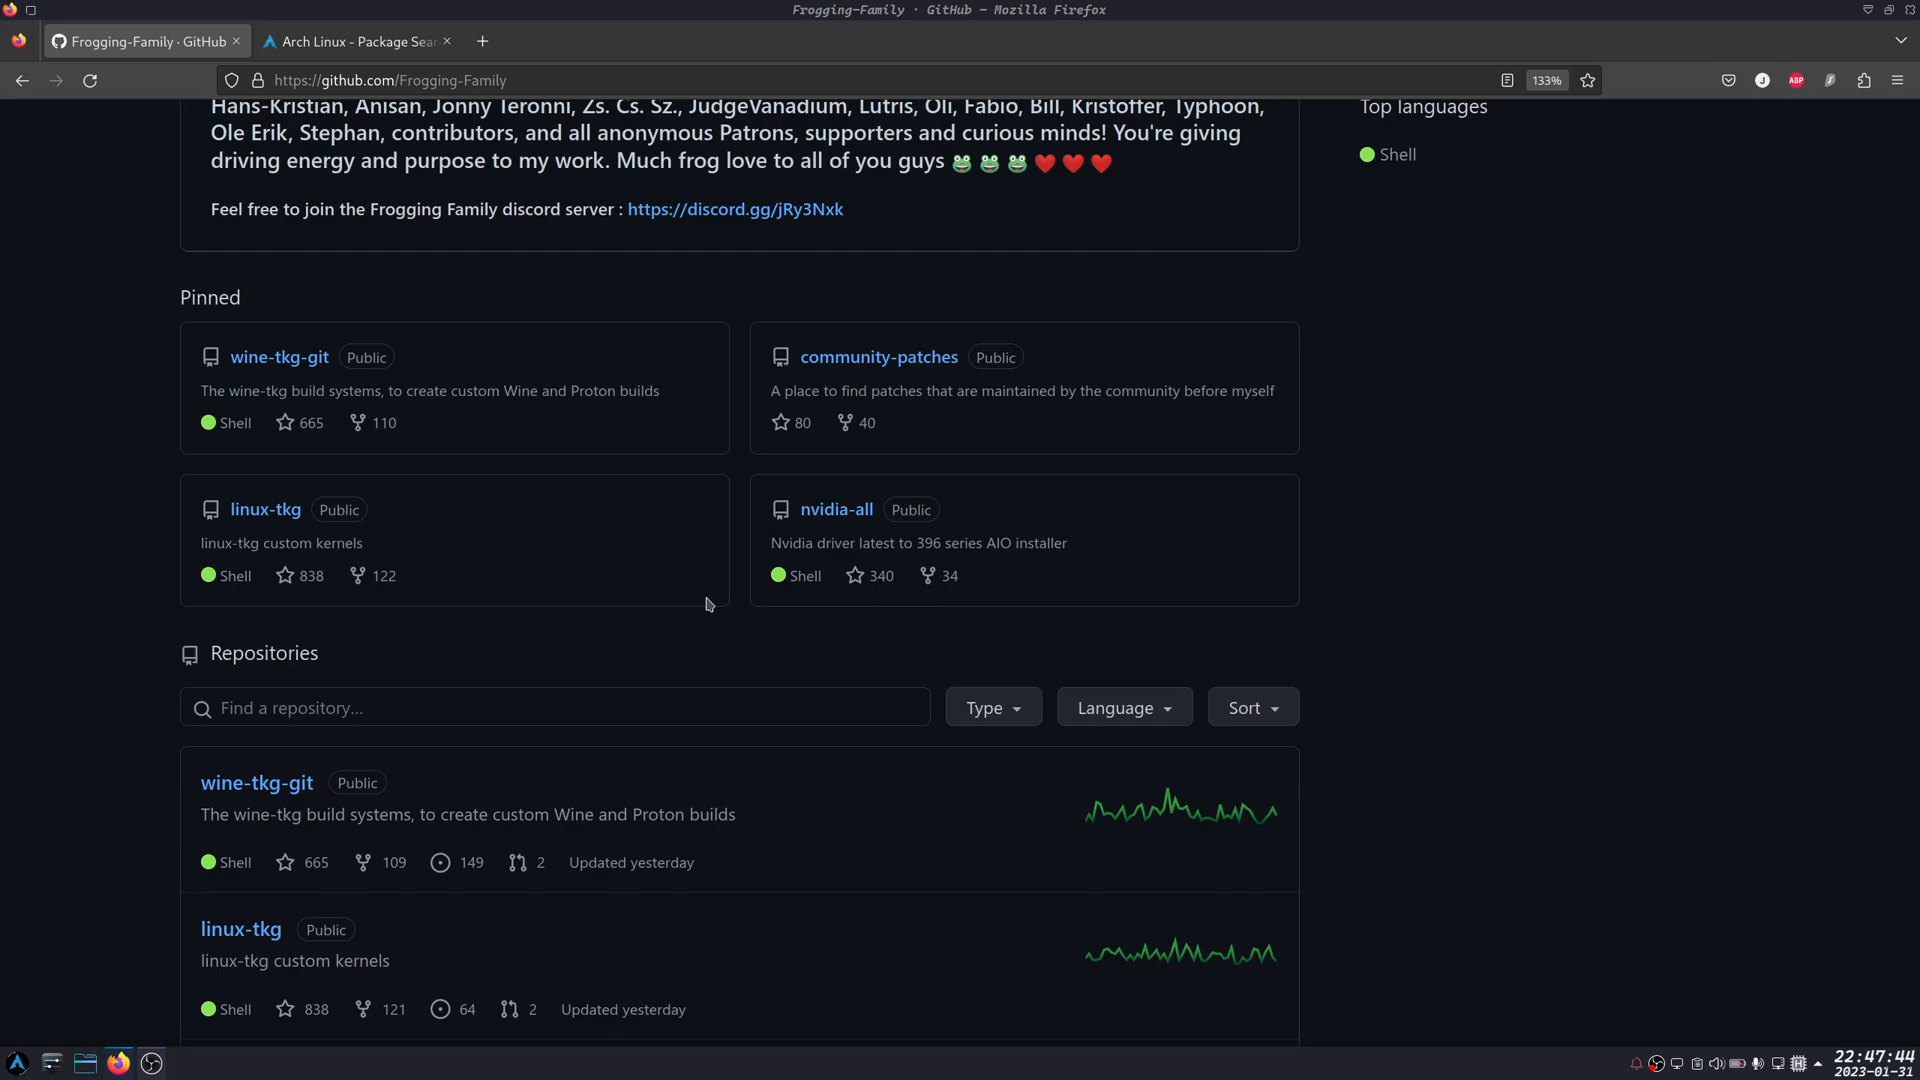 Frogging-Family · GitHub — Mozilla Firefox
Frogging-Family · GitHub
Arch Linux - Package Sear
https://github.com/Frogging-Family
133%
J
ABP
Hans-Kristian, Anisan, Jonny Teronni, Zs. Cs. Sz., JudgeVanadium, Lutris, Oli, Fabio, Bill, Kristoffer, Typhoon,
Ole Erik, Stephan, contributors, and all anonymous Patrons, supporters and curious minds! You're giving
driving energy and purpose to my work. Much frog love to all of you guys 🐸 🐸 🐸 ❤️ ❤️ ❤️
Feel free to join the Frogging Family discord server : https://discord.gg/jRy3Nxk
Top languages
Shell
Pinned
wine-tkg-git Public
The wine-tkg build systems, to create custom Wine and Proton builds
Shell 665 110
community-patches Public
A place to find patches that are maintained by the community before myself
80 40
linux-tkg Public
linux-tkg custom kernels
Shell 838 122
nvidia-all Public
Nvidia driver latest to 396 series AIO installer
Shell 340 34
Repositories
Find a repository...
Type
Language
Sort
wine-tkg-git Public
The wine-tkg build systems, to create custom Wine and Proton builds
Shell 665 109 149 2 Updated yesterday
linux-tkg Public
linux-tkg custom kernels
Shell 838 121 64 2 Updated yesterday
22:47:44
2023-01-31